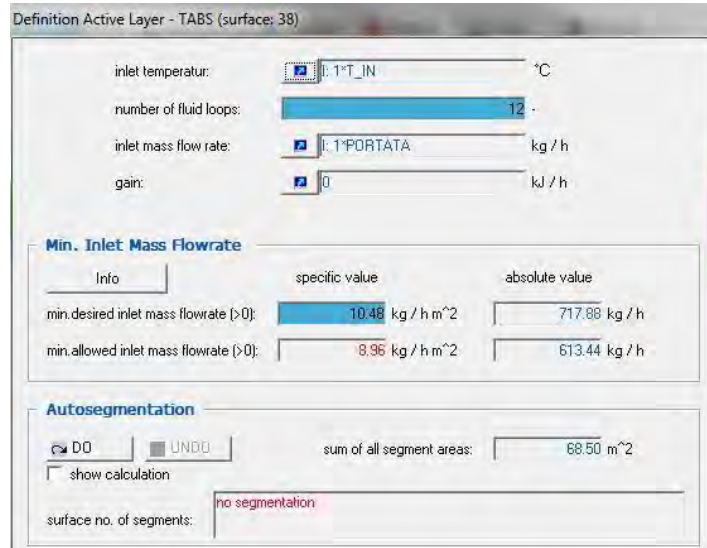 Definition Active Layer - TABS (surface: 38)
inlet temperatur: I: 1*T_IN °C
number of fluid loops: 12 -
inlet mass flow rate: I: 1*PORTATA kg / h
gain: 0 kJ / h
Min. Inlet Mass Flowrate
Info specific value absolute value
min.desired inlet mass flowrate (>0): 10.48 kg / h m^2 717.88 kg / h
min.allowed inlet mass flowrate (>0): 8.96 kg / h m^2 613.44 kg / h
Autosegmentation
DO UNDO sum of all segment areas: 68.50 m^2
show calculation
no segmentation
surface no. of segments: